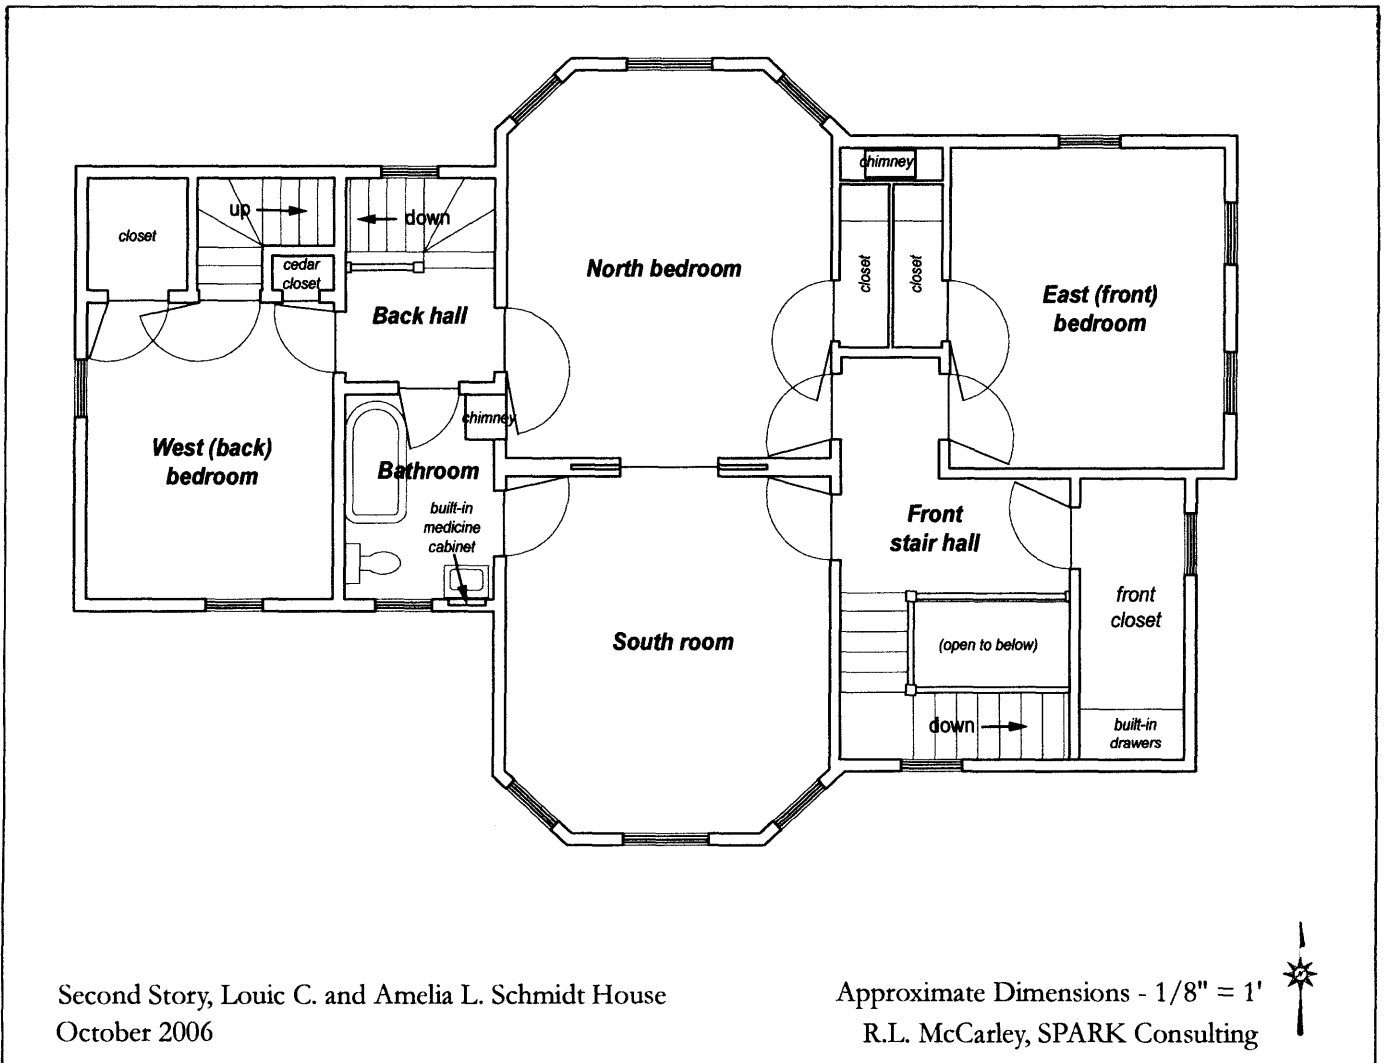 chimney
up
down
closet
cedar
closet
North bedroom
closet
closet
East (front)
bedroom
Back hall
chimney
West (back)
bedroom
Bathroom
built-in
medicine
cabinet
Front
stair hall
front
closet
South room
(open to below)
down
built-in
drawers
Second Story, Louic C. and Amelia L. Schmidt House
October 2006
Approximate Dimensions - 1/8" = 1'
R.L. McCarley, SPARK Consulting